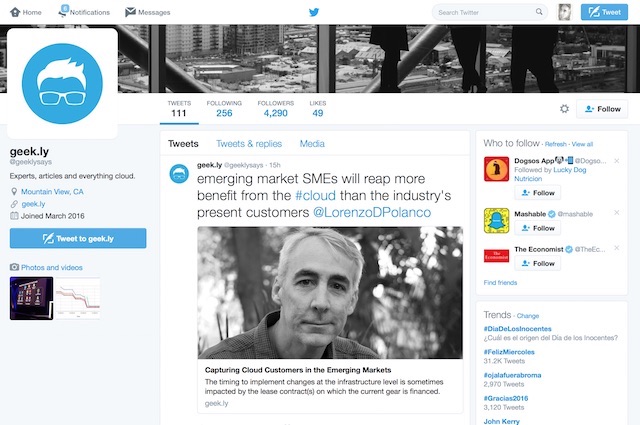 Home
8
Notifications
Messages
Search Twitter
Tweet
TWEETS
FOLLOWING
FOLLOWERS
LIKES
111
256
4,290
49
Follow
geek.ly
@geeklysays
Experts, articles and everything cloud.
Mountain View, CA
geek.ly
Joined March 2016
Tweet to geek.ly
Photos and videos
Tweets
Tweets & replies
Media
geek.ly @geeklysays · 15h
emerging market SMEs will reap more
benefit from the #cloud than the industry's
present customers @LorenzoDPolanco
Capturing Cloud Customers in the Emerging Markets
The timing to implement changes at the infrastructure level is sometimes
impacted by the lease contract(s) on which the current gear is financed.
geek.ly
Who to follow · Refresh · View all
Dogsos App @Dogso...
Followed by Lucky Dog
Nutricion
Follow
Mashable @mashable
Follow
The Economist
The Economist @TheEc...
Follow
Find friends
Trends · Change
#DiaDeLosInocentes
¿Cuál es el origen del Día de los Inocentes?
#FelizMiercoles
31.2K Tweets
#ojalafuerabroma
2,970 Tweets
#Gracias2016
3,120 Tweets
John Kerry